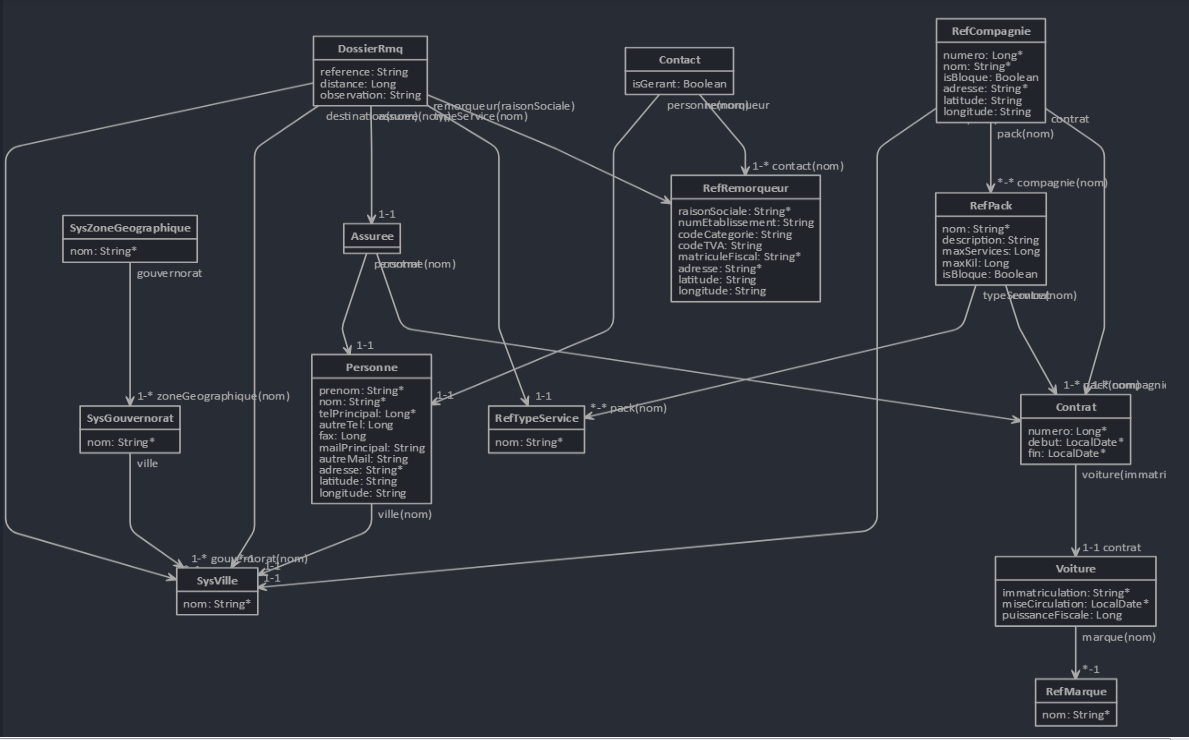 DossierRmq
reference: String
distance: Long
observation: String
Contact
isGerant: Boolean
RefCompagnie
numero: Long*
nom: String*
isBloque: Boolean
adresse: String*
latitude: String
longitude: String
remorqueur(raisonSociale)
contrat
pack(nom)
1-* contact(nom)
*-* compagnie(nom)
RefRemorqueur
raisonSociale: String*
numEtablissement: String
codeCategorie: String
codeTVA: String
matriculeFiscal: String*
adresse: String*
latitude: String
longitude: String
RefPack
nom: String*
description: String
maxServices: Long
maxKil: Long
isBloque: Boolean
SysZoneGeographique
nom: String*
gouvernorat
1-1
Assuree
1-1
Personne
prenom: String*
nom: String*
telPrincipal: Long*
autreTel: Long
fax: Long
mailPrincipal: String
autreMail: String
adresse: String*
latitude: String
longitude: String
1-1
1-1
*-* pack(nom)
RefTypeService
nom: String*
1-* zoneGeographique(nom)
SysGouvernorat
nom: String*
ville
Contrat
numero: Long*
debut: LocalDate*
fin: LocalDate*
voiture(immatri
ville(nom)
1-1
1-1
SysVille
nom: String*
1-1 contrat
Voiture
immatriculation: String*
miseCirculation: LocalDate*
puissanceFiscale: Long
marque(nom)
*-1
RefMarque
nom: String*